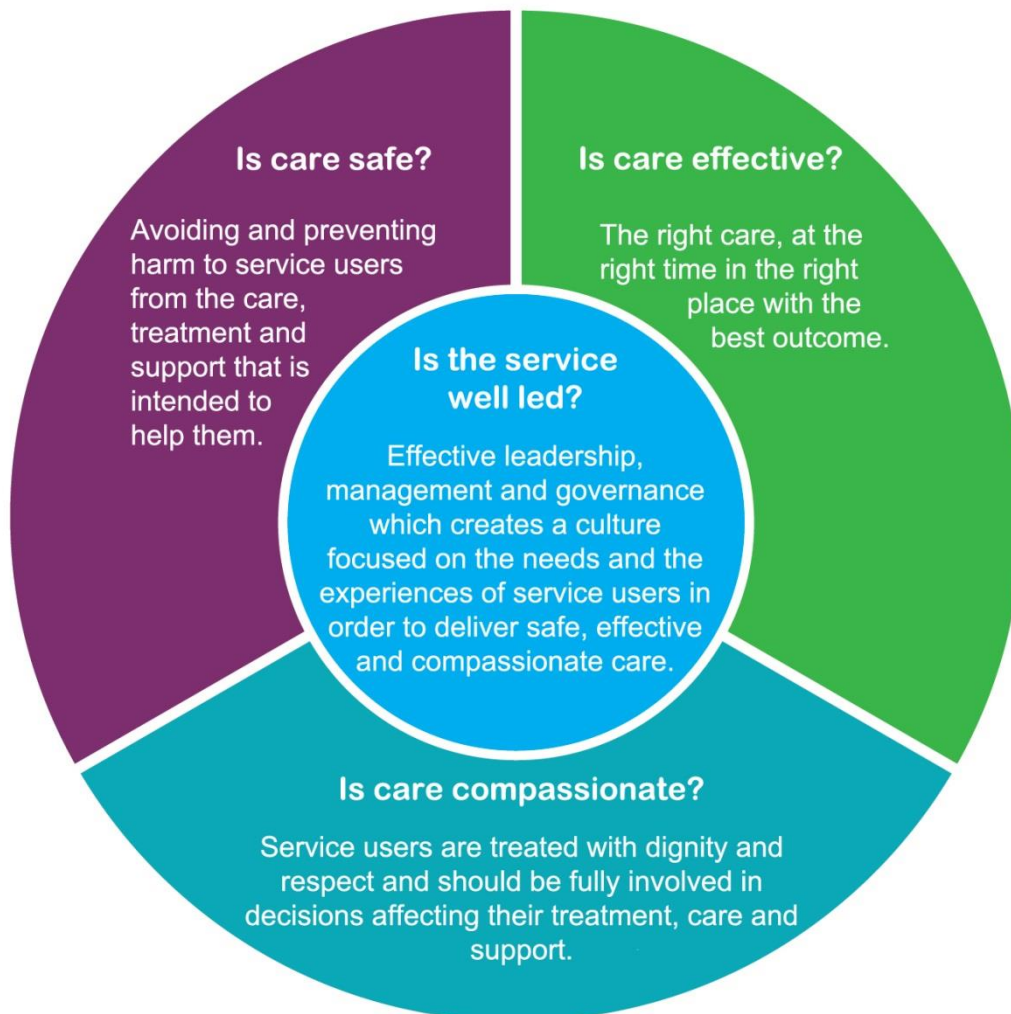 Is care safe?
Avoiding and preventing
harm to service users
from the care,
treatment and
support that is
intended to
help them.
Is care effective?
The right care, at the
right time in the right
place with the
best outcome.
Is the service
well led?
Effective leadership,
management and governance
which creates a culture
focused on the needs and the
experiences of service users in
order to deliver safe, effective
and compassionate care.
Is care compassionate?
Service users are treated with dignity and
respect and should be fully involved in
decisions affecting their treatment, care and
support.